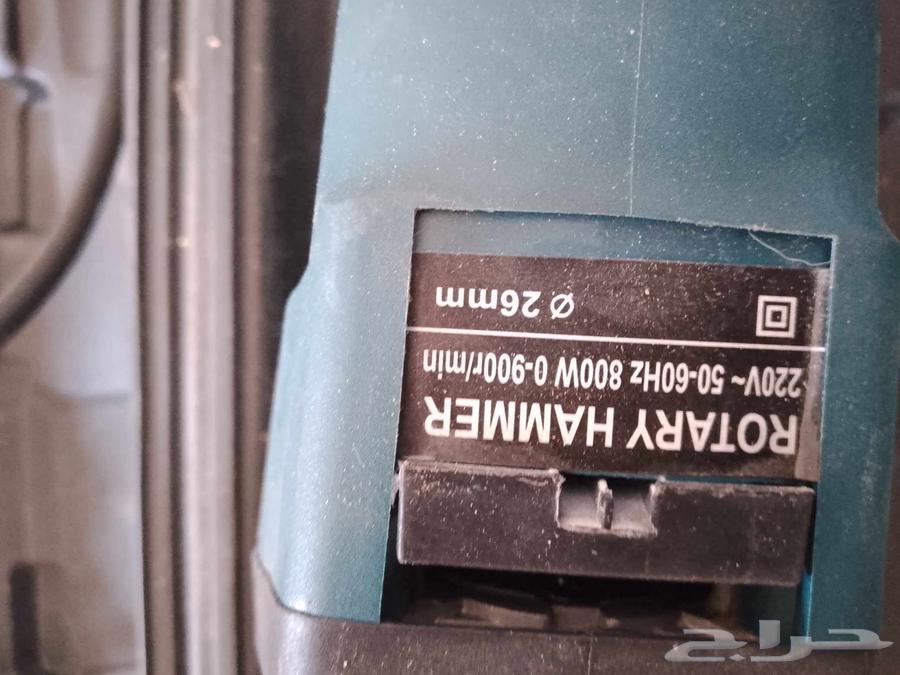 ROTARY HAMMER
220V~ 50-60Hz 800W 0-900r/min
Ø 26mm
حراج